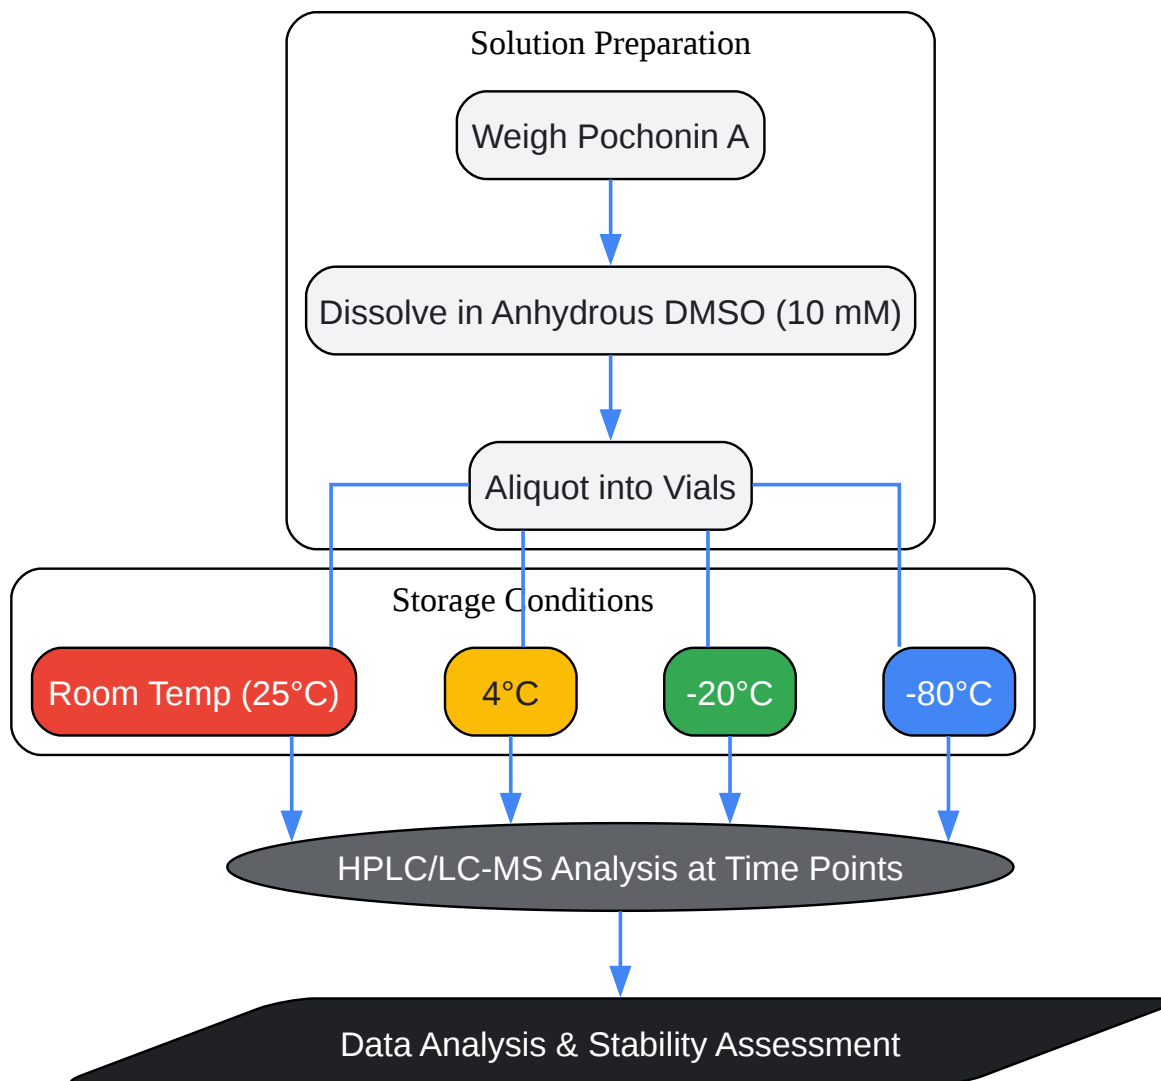 Solution Preparation
Weigh Pochonin A
Dissolve in Anhydrous DMSO (10 mM)
Aliquot into Vials
Storage Conditions
Room Temp (25°C)
4°C
-20°C
-80°C
HPLC/LC-MS Analysis at Time Points
Data Analysis & Stability Assessment